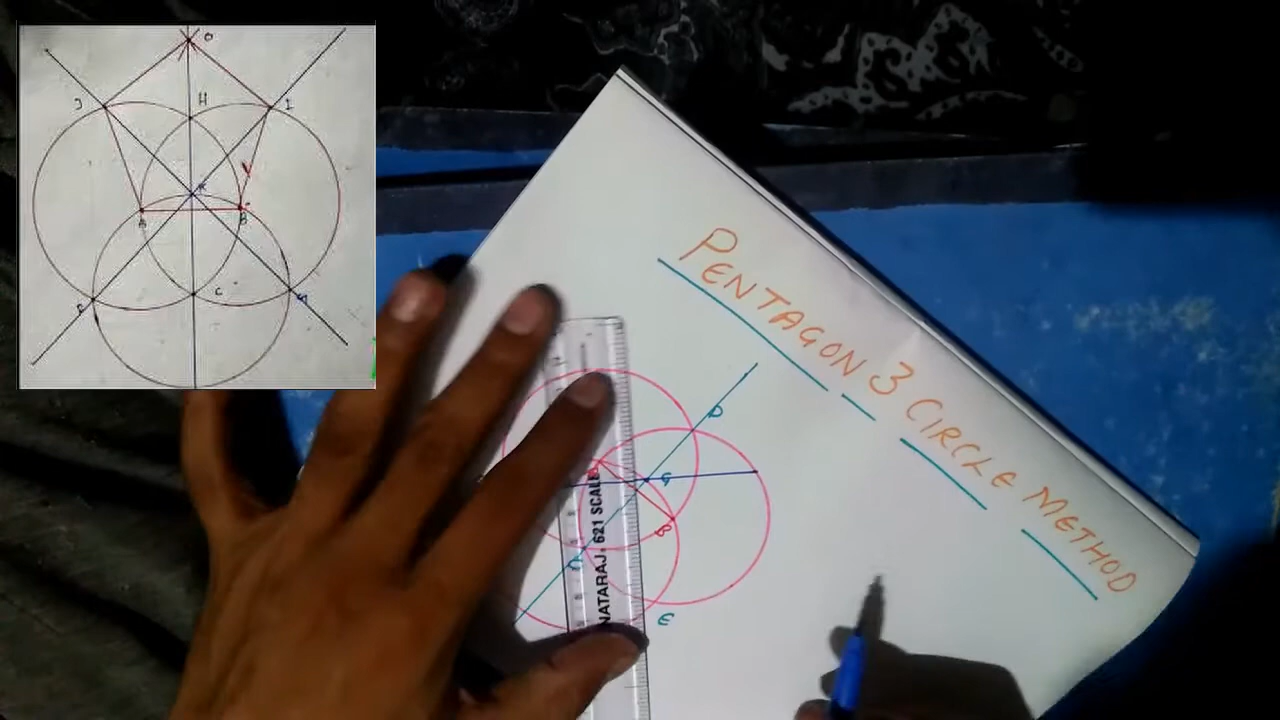 O
J
H
I
K
A
B
C
PENTAGON 3 CIRCLE METHOD
D
G
B
E
NATARAJ. 621 SCALE